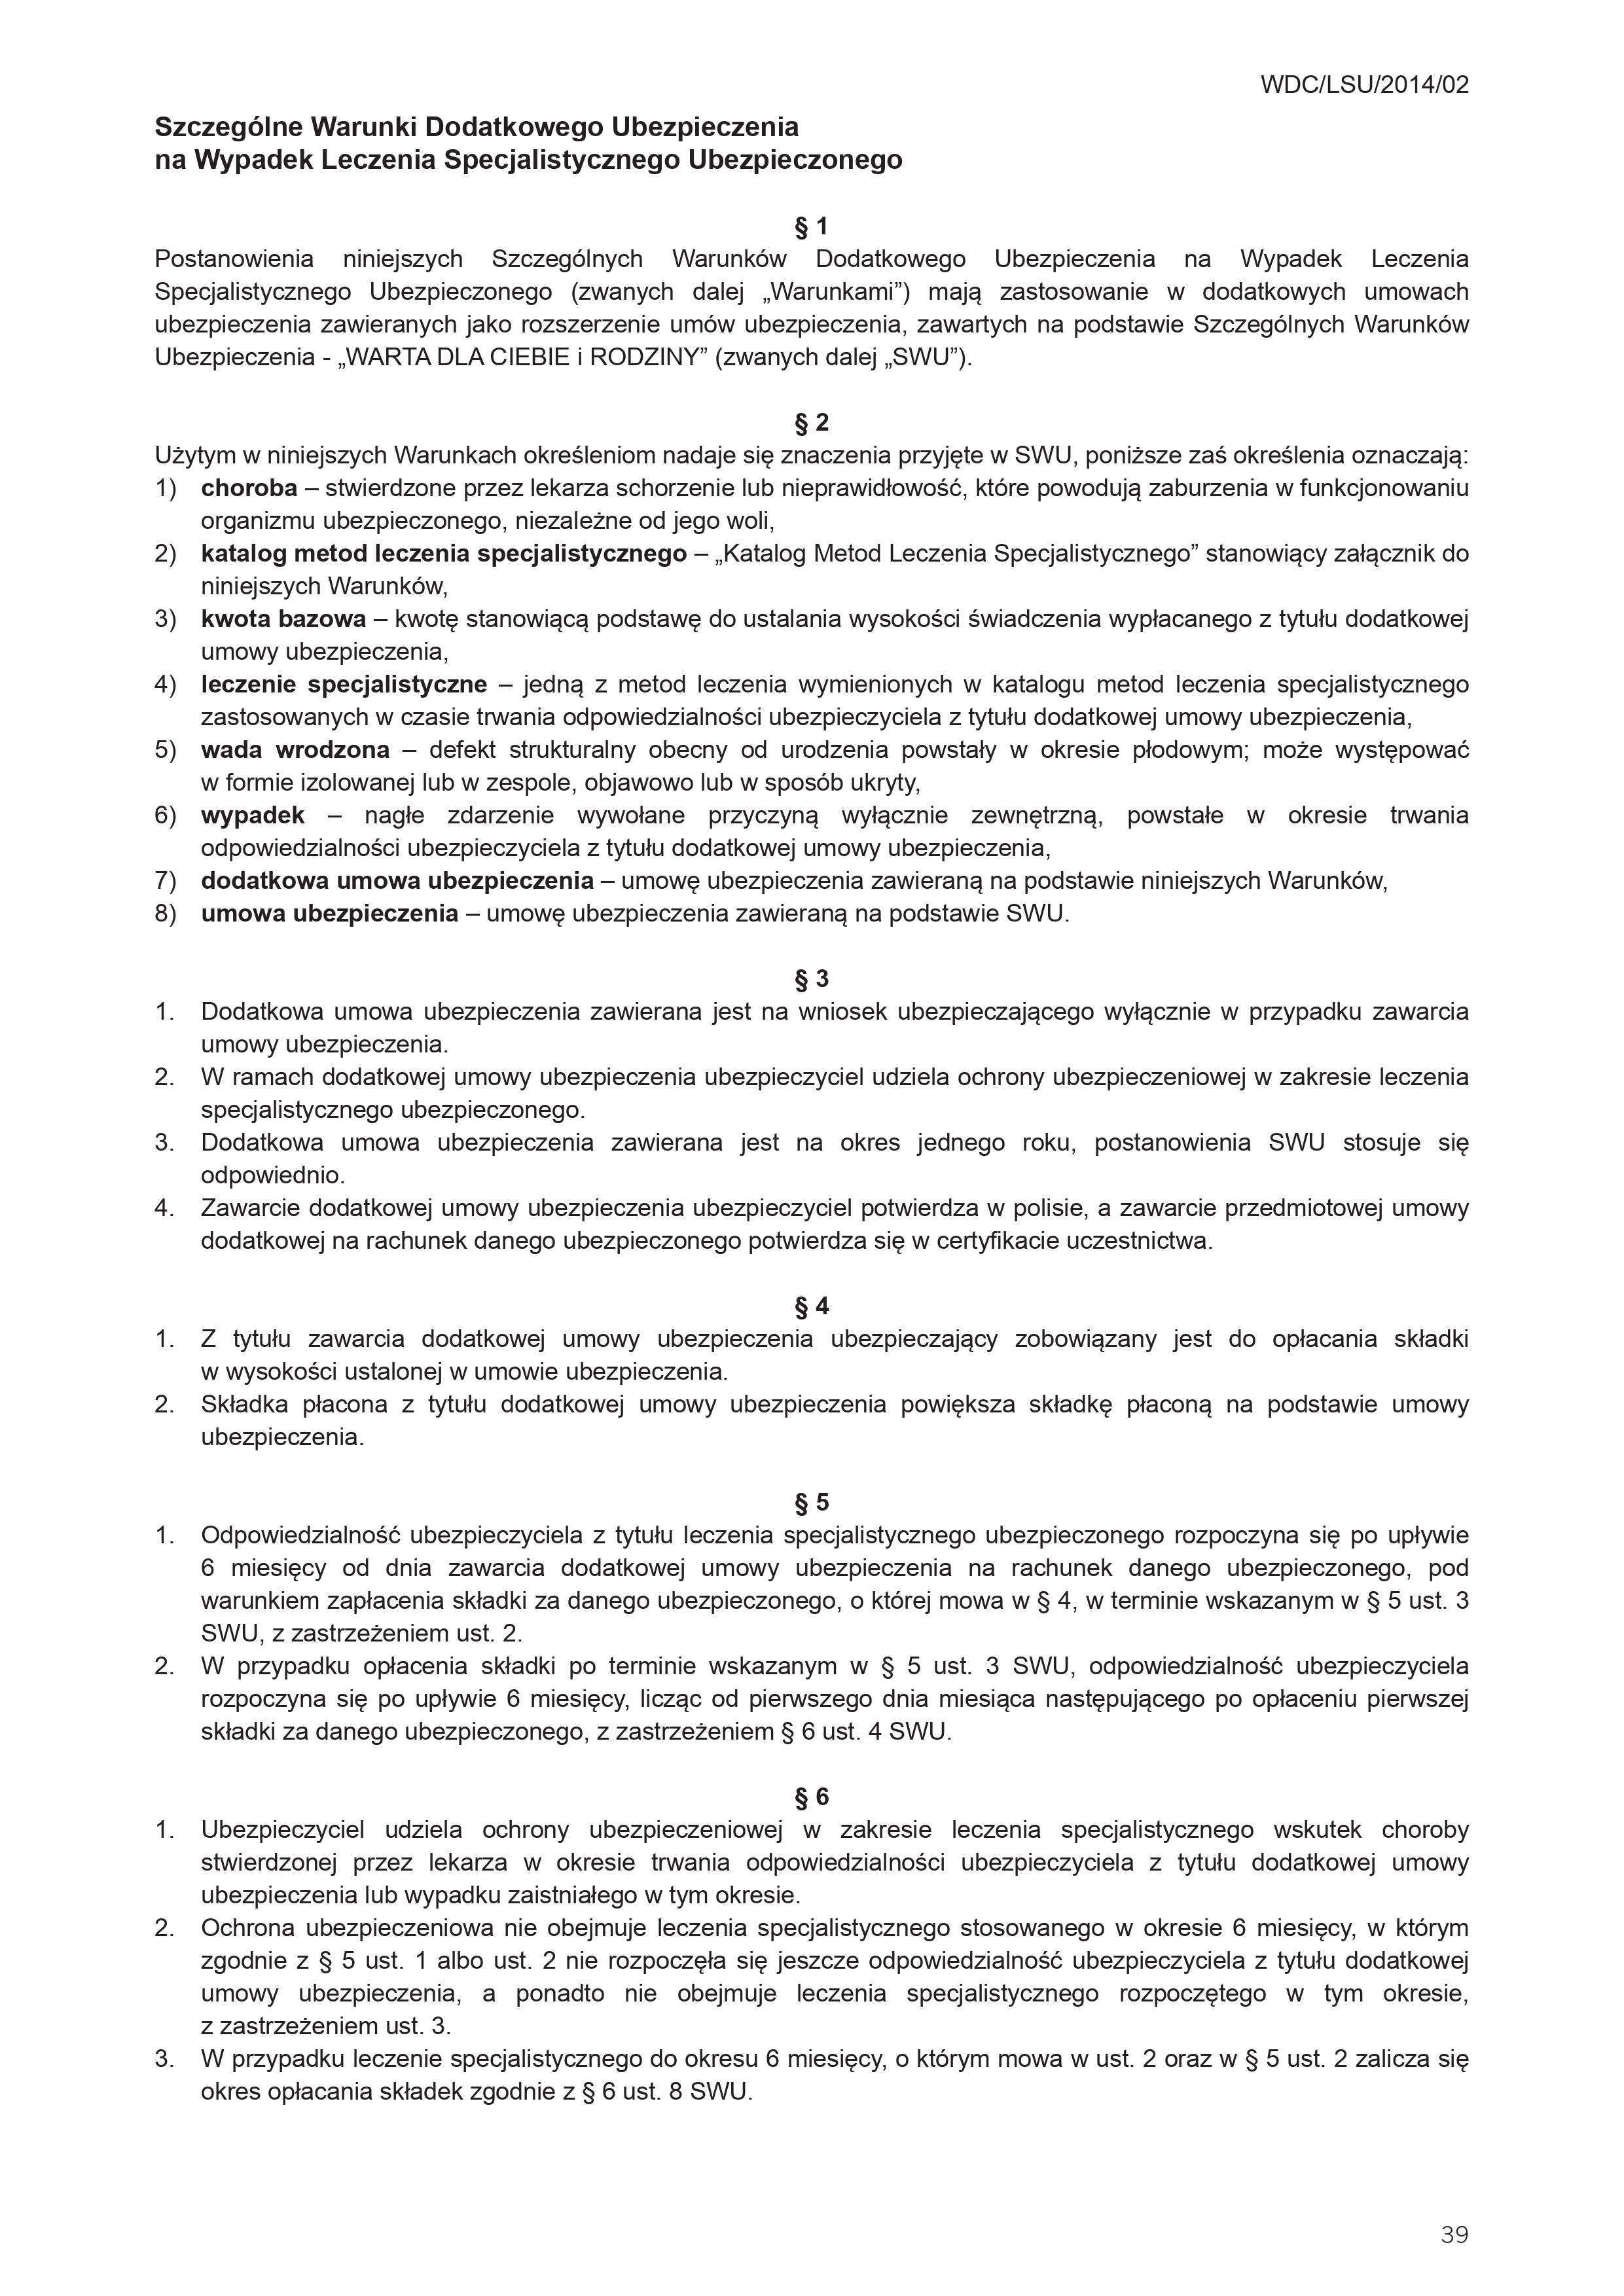 WDC/LSU/2014/02
Szczególne Warunki Dodatkowego Ubezpieczenia
na Wypadek Leczenia Specjalistycznego Ubezpieczonego
§ 1
Postanowienia niniejszych Szczególnych Warunków Dodatkowego Ubezpieczenia na Wypadek Leczenia
Specjalistycznego Ubezpieczonego (zwanych dalej „Warunkami”) mają zastosowanie w dodatkowych umowach
ubezpieczenia zawieranych jako rozszerzenie umów ubezpieczenia, zawartych na podstawie Szczególnych Warunków
Ubezpieczenia - „WARTA DLA CIEBIE i RODZINY” (zwanych dalej „SWU”).
§ 2
Użytym w niniejszych Warunkach określeniom nadaje się znaczenia przyjęte w SWU, poniższe zaś określenia oznaczają:
1) choroba – stwierdzone przez lekarza schorzenie lub nieprawidłowość, które powodują zaburzenia w funkcjonowaniu
organizmu ubezpieczonego, niezależne od jego woli,
2) katalog metod leczenia specjalistycznego – „Katalog Metod Leczenia Specjalistycznego” stanowiący załącznik do
niniejszych Warunków,
3) kwota bazowa – kwotę stanowiącą podstawę do ustalania wysokości świadczenia wypłacanego z tytułu dodatkowej
umowy ubezpieczenia,
4) leczenie specjalistyczne – jedną z metod leczenia wymienionych w katalogu metod leczenia specjalistycznego
zastosowanych w czasie trwania odpowiedzialności ubezpieczyciela z tytułu dodatkowej umowy ubezpieczenia,
5) wada wrodzona – defekt strukturalny obecny od urodzenia powstały w okresie płodowym; może występować
w formie izolowanej lub w zespole, objawowo lub w sposób ukryty,
6) wypadek – nagłe zdarzenie wywołane przyczyną wyłącznie zewnętrzną, powstałe w okresie trwania
odpowiedzialności ubezpieczyciela z tytułu dodatkowej umowy ubezpieczenia,
7) dodatkowa umowa ubezpieczenia – umowę ubezpieczenia zawieraną na podstawie niniejszych Warunków,
8) umowa ubezpieczenia – umowę ubezpieczenia zawieraną na podstawie SWU.
§ 3
1. Dodatkowa umowa ubezpieczenia zawierana jest na wniosek ubezpieczającego wyłącznie w przypadku zawarcia
umowy ubezpieczenia.
2. W ramach dodatkowej umowy ubezpieczenia ubezpieczyciel udziela ochrony ubezpieczeniowej w zakresie leczenia
specjalistycznego ubezpieczonego.
3. Dodatkowa umowa ubezpieczenia zawierana jest na okres jednego roku, postanowienia SWU stosuje się
odpowiednio.
4. Zawarcie dodatkowej umowy ubezpieczenia ubezpieczyciel potwierdza w polisie, a zawarcie przedmiotowej umowy
dodatkowej na rachunek danego ubezpieczonego potwierdza się w certyfikacie uczestnictwa.
§ 4
1. Z tytułu zawarcia dodatkowej umowy ubezpieczenia ubezpieczający zobowiązany jest do opłacania składki
w wysokości ustalonej w umowie ubezpieczenia.
2. Składka płacona z tytułu dodatkowej umowy ubezpieczenia powiększa składkę płaconą na podstawie umowy
ubezpieczenia.
§ 5
1. Odpowiedzialność ubezpieczyciela z tytułu leczenia specjalistycznego ubezpieczonego rozpoczyna się po upływie
6 miesięcy od dnia zawarcia dodatkowej umowy ubezpieczenia na rachunek danego ubezpieczonego, pod
warunkiem zapłacenia składki za danego ubezpieczonego, o której mowa w § 4, w terminie wskazanym w § 5 ust. 3
SWU, z zastrzeżeniem ust. 2.
2. W przypadku opłacenia składki po terminie wskazanym w § 5 ust. 3 SWU, odpowiedzialność ubezpieczyciela
rozpoczyna się po upływie 6 miesięcy, licząc od pierwszego dnia miesiąca następującego po opłaceniu pierwszej
składki za danego ubezpieczonego, z zastrzeżeniem § 6 ust. 4 SWU.
§ 6
1. Ubezpieczyciel udziela ochrony ubezpieczeniowej w zakresie leczenia specjalistycznego wskutek choroby
stwierdzonej przez lekarza w okresie trwania odpowiedzialności ubezpieczyciela z tytułu dodatkowej umowy
ubezpieczenia lub wypadku zaistniałego w tym okresie.
2. Ochrona ubezpieczeniowa nie obejmuje leczenia specjalistycznego stosowanego w okresie 6 miesięcy, w którym
zgodnie z § 5 ust. 1 albo ust. 2 nie rozpoczęła się jeszcze odpowiedzialność ubezpieczyciela z tytułu dodatkowej
umowy ubezpieczenia, a ponadto nie obejmuje leczenia specjalistycznego rozpoczętego w tym okresie,
z zastrzeżeniem ust. 3.
3. W przypadku leczenie specjalistycznego do okresu 6 miesięcy, o którym mowa w ust. 2 oraz w § 5 ust. 2 zalicza się
okres opłacania składek zgodnie z § 6 ust. 8 SWU.
39